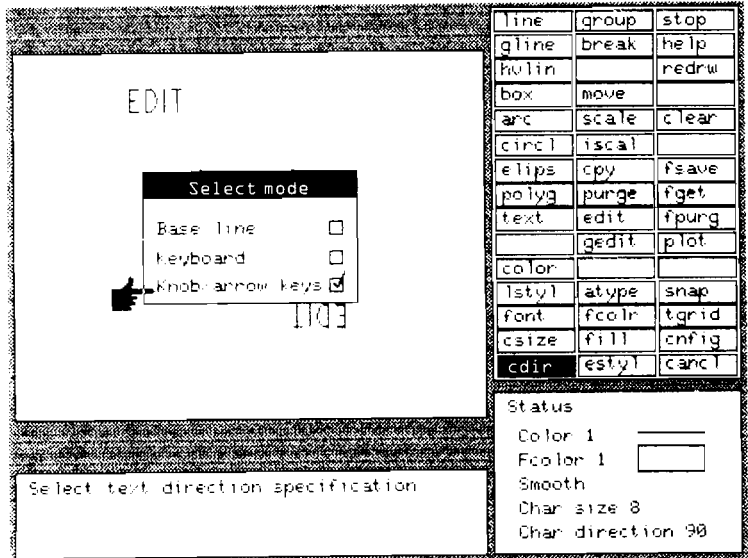 EDIT
Select mode
Base line
Keyboard
Knob/arrow keys
EDIT
Select text direction specification
line group stop
gline break help
hvlin redrw
box move
arc scale clear
circl iscal
elips cpy fsave
polyg purge fget
text edit fpurg
gedit plot
color
lstyl atype snap
font fcolr tgrid
csize fill cnfig
cdir estyl cancl
Status
Color 1
Fcolor 1
Smooth
Char size 8
Char direction 90